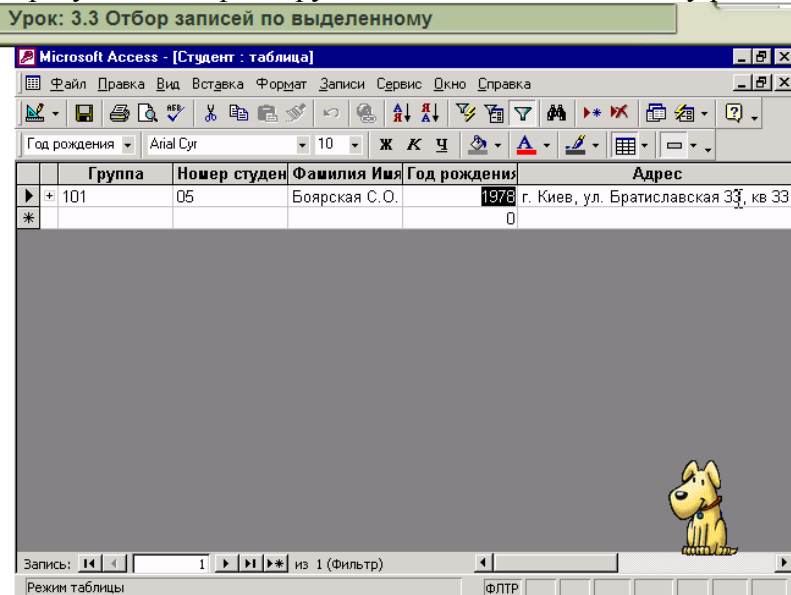 Урок: 3.3 Отбор записей по выделенному
Microsoft Access - [Студент : таблица]
Файл Правка Вид Вставка Формат Записи Сервис Окно Справка
Год рождения Arial Cyr 10 Ж К Ч
Группа Номер студен Фамилия Имя Год рождения Адрес
101 05 Боярская С.О. 1978 г. Киев, ул. Братиславская 33, кв 33
0
Запись: 1 из 1 (Фильтр)
Режим таблицы ФЛТР